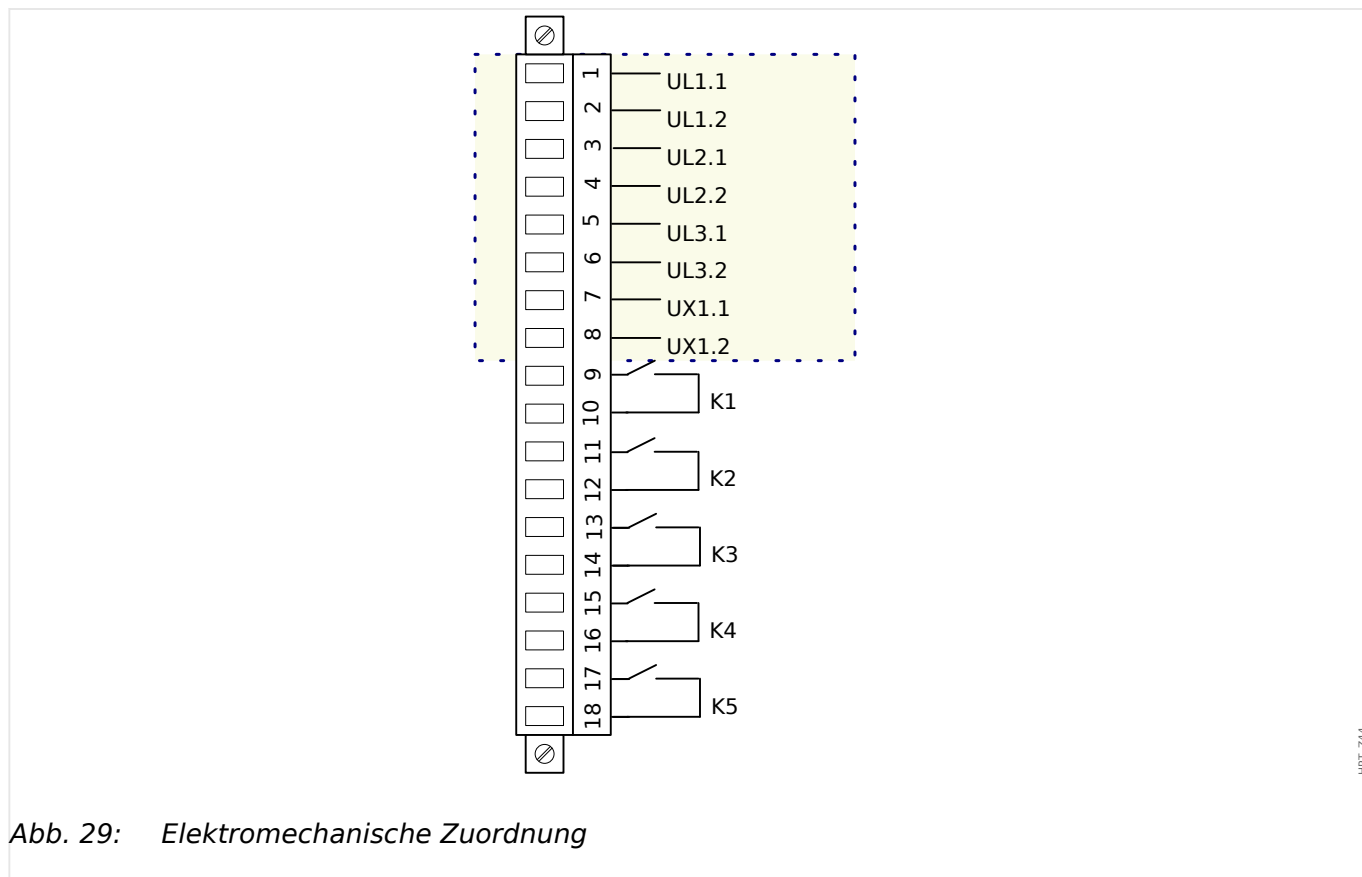 1 UL1.1
2 UL1.2
3 UL2.1
4 UL2.2
5 UL3.1
6 UL3.2
7 UX1.1
8 UX1.2
9
K1
10
11
K2
12
13
K3
14
15
K4
16
17
K5
18
Abb. 29: Elektromechanische Zuordnung